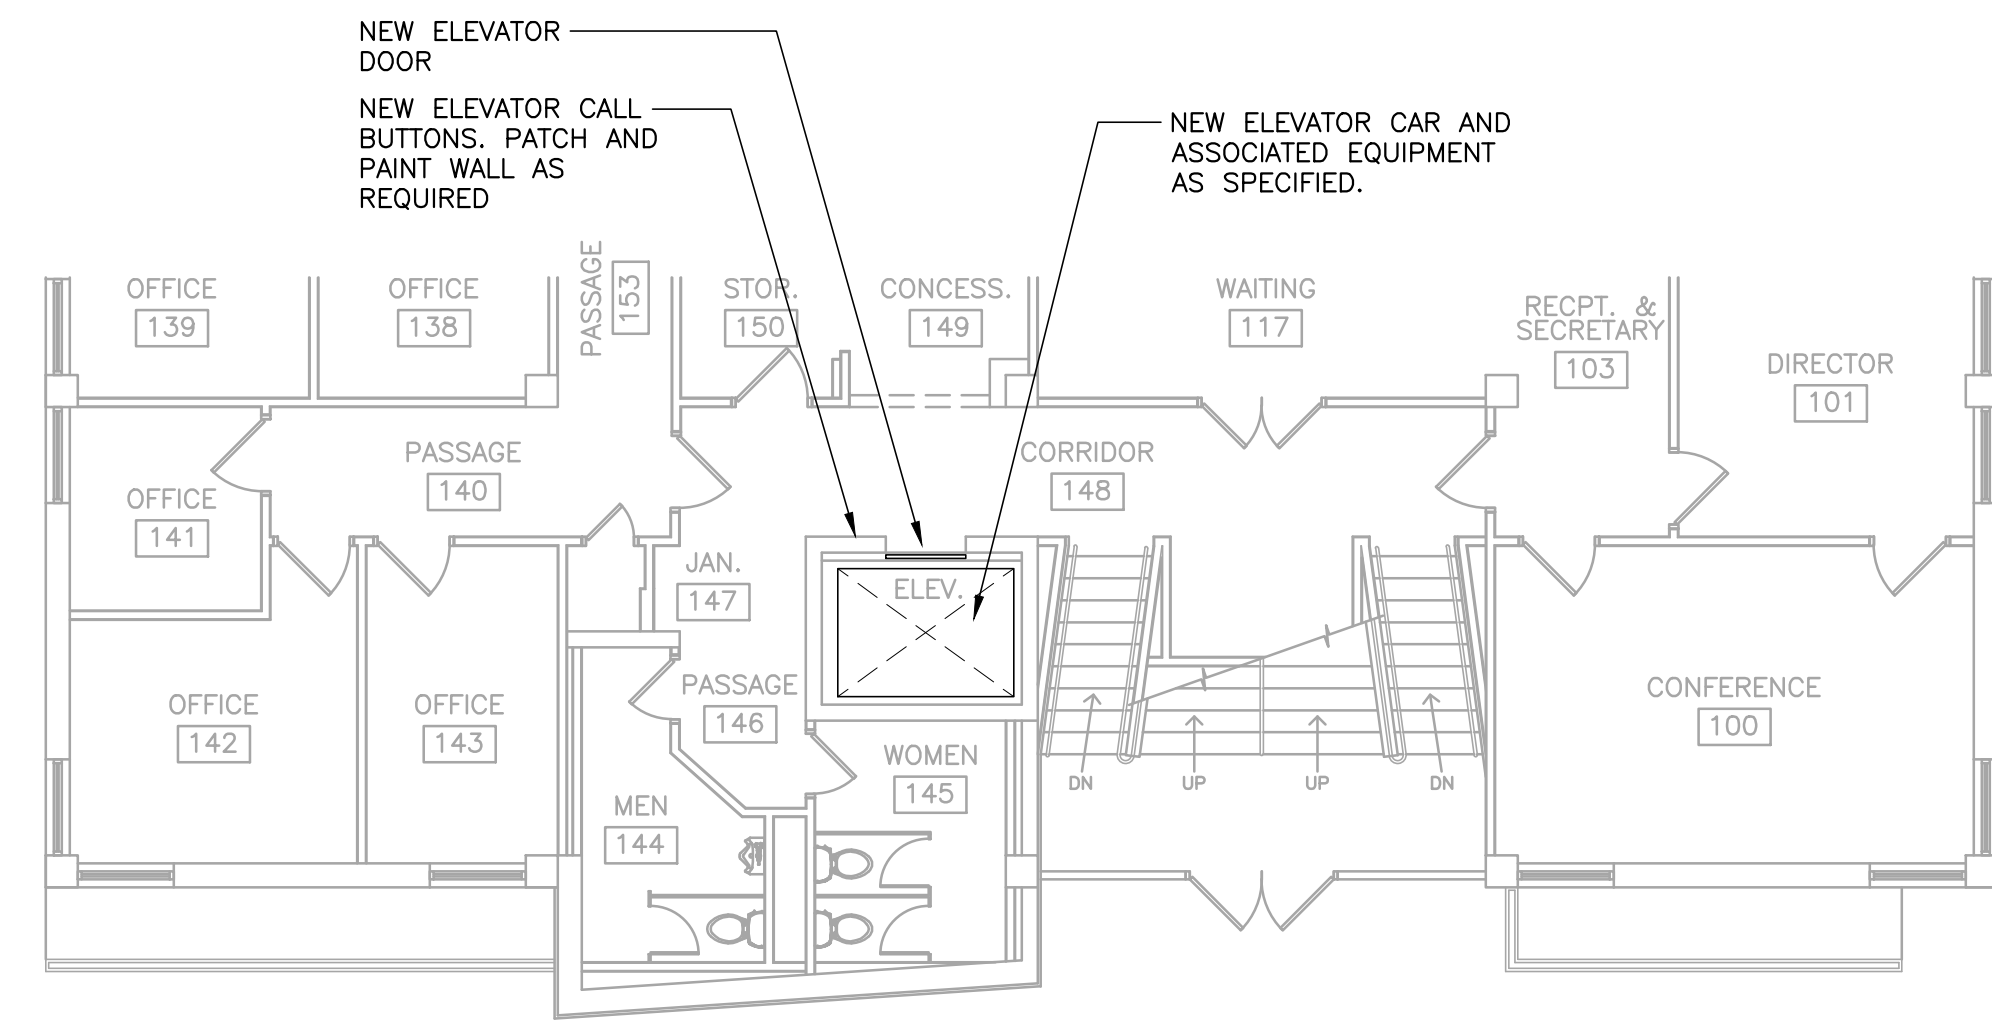 NEW ELEVATOR
DOOR
NEW ELEVATOR CALL
BUTTONS. PATCH AND
PAINT WALL AS
REQUIRED
NEW ELEVATOR CAR AND
ASSOCIATED EQUIPMENT
AS SPECIFIED.
OFFICE
139
OFFICE
138
PASSAGE
153
STOR.
150
CONCESS.
149
WAITING
117
RECPT. &
SECRETARY
103
DIRECTOR
101
OFFICE
141
PASSAGE
140
CORRIDOR
148
JAN.
147
ELEV.
OFFICE
142
OFFICE
143
PASSAGE
146
CONFERENCE
100
MEN
144
WOMEN
145
DN
UP
UP
DN